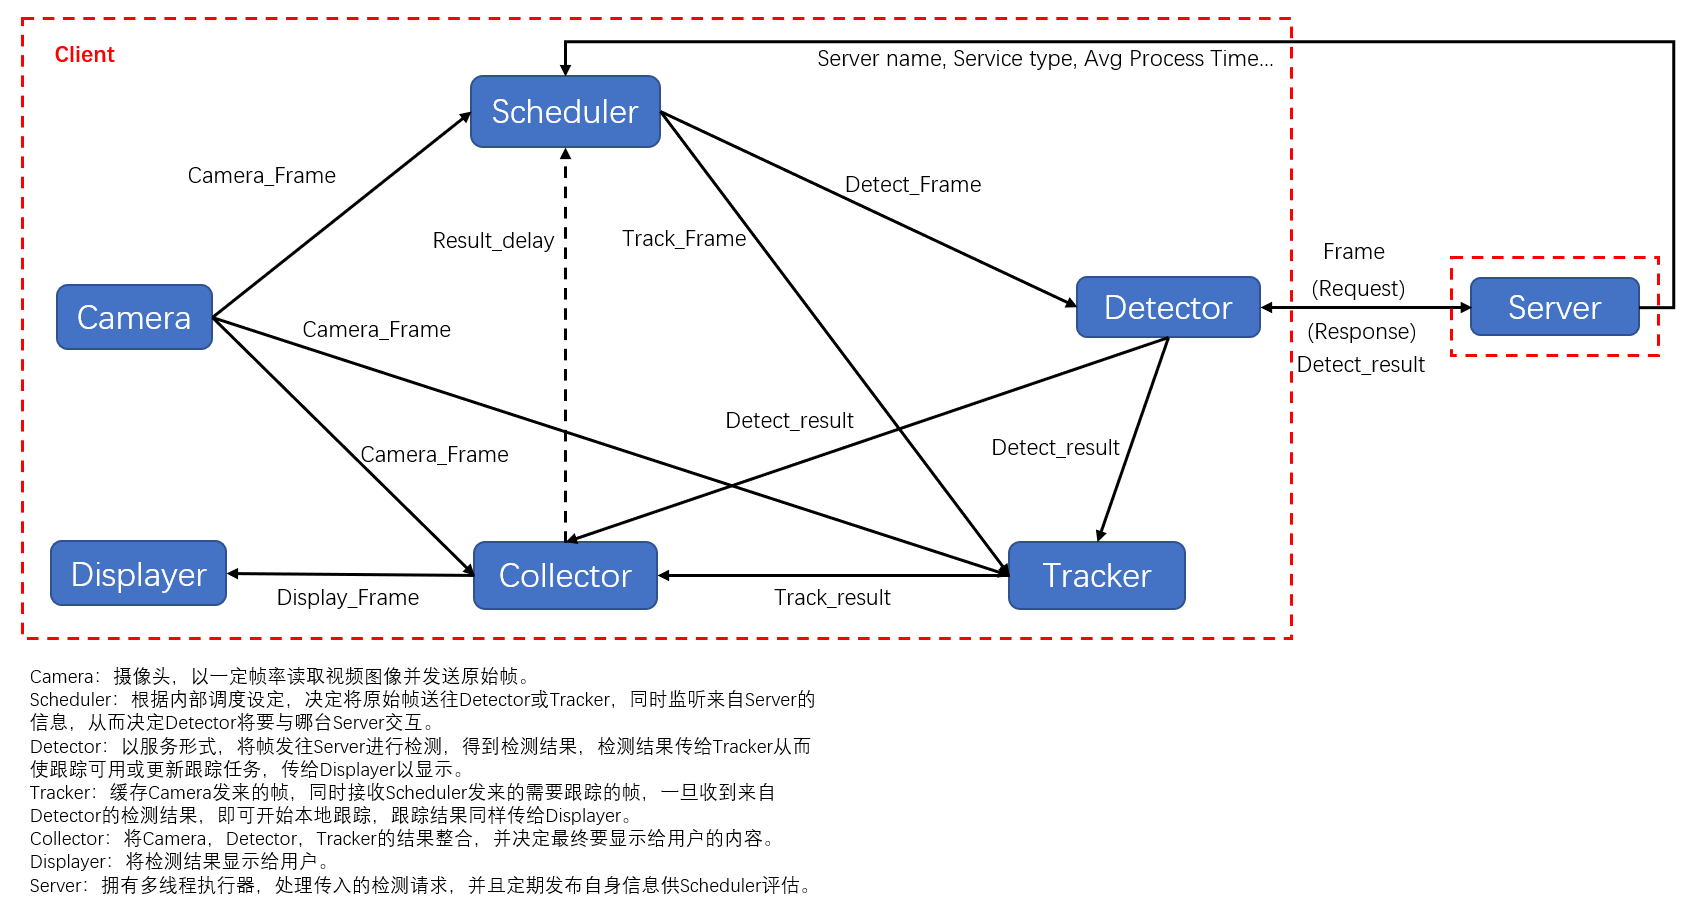 Client
Server name, Service type, Avg Process Time...
Scheduler
Camera_Frame
Detect_Frame
Result_delay
Track_Frame
Frame
(Request)
Camera
Camera_Frame
Detector
Server
(Response)
Detect_result
Detect_result
Detect_result
Camera_Frame
Displayer
Collector
Tracker
Display_Frame
Track_result
Camera：摄像头，以一定帧率读取视频图像并发送原始帧。
Scheduler：根据内部调度设定，决定将原始帧送往Detector或Tracker，同时监听来自Server的
信息，从而决定Detector将要与哪台Server交互。
Detector：以服务形式，将帧发往Server进行检测，得到检测结果，检测结果传给Tracker从而
使跟踪可用或更新跟踪任务，传给Displayer以显示。
Tracker：缓存Camera发来的帧，同时接收Scheduler发来的需要跟踪的帧，一旦收到来自
Detector的检测结果，即可开始本地跟踪，跟踪结果同样传给Displayer。
Collector：将Camera，Detector，Tracker的结果整合，并决定最终要显示给用户的内容。
Displayer：将检测结果显示给用户。
Server：拥有多线程执行器，处理传入的检测请求，并且定期发布自身信息供Scheduler评估。